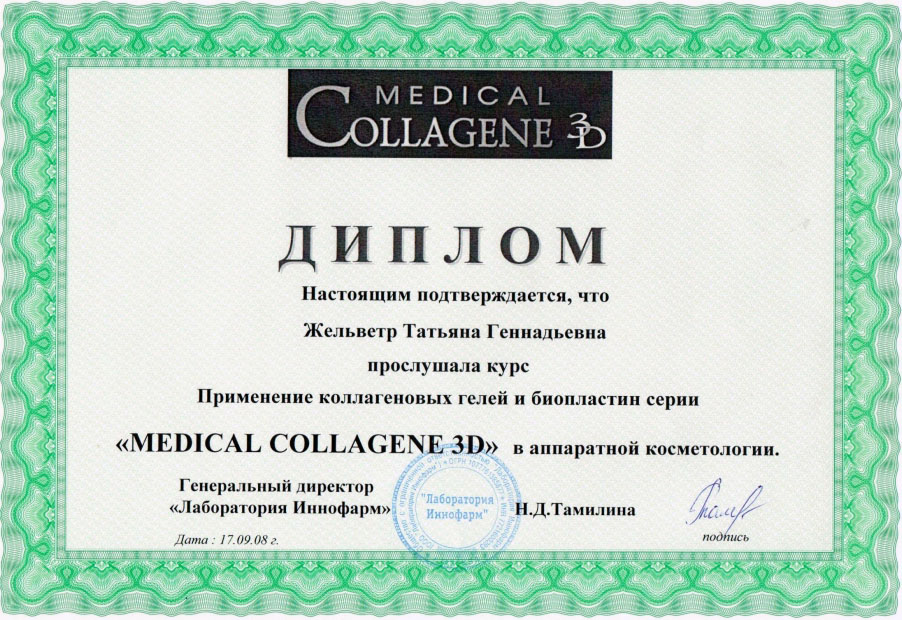 MEDICAL
COLLAGENE 3D
ДИПЛОМ
Настоящим подтверждается, что
Жельветр Татьяна Геннадьевна
прослушала курс
Применение коллагеновых гелей и биопластин серии
«MEDICAL COLLAGENE 3D» в аппаратной косметологии.
Генеральный директор
«Лаборатория Иннофарм» Н.Д.Тамилина
"Лаборатория
Иннофарм"
Дата : 17.09.08 г.
подпись